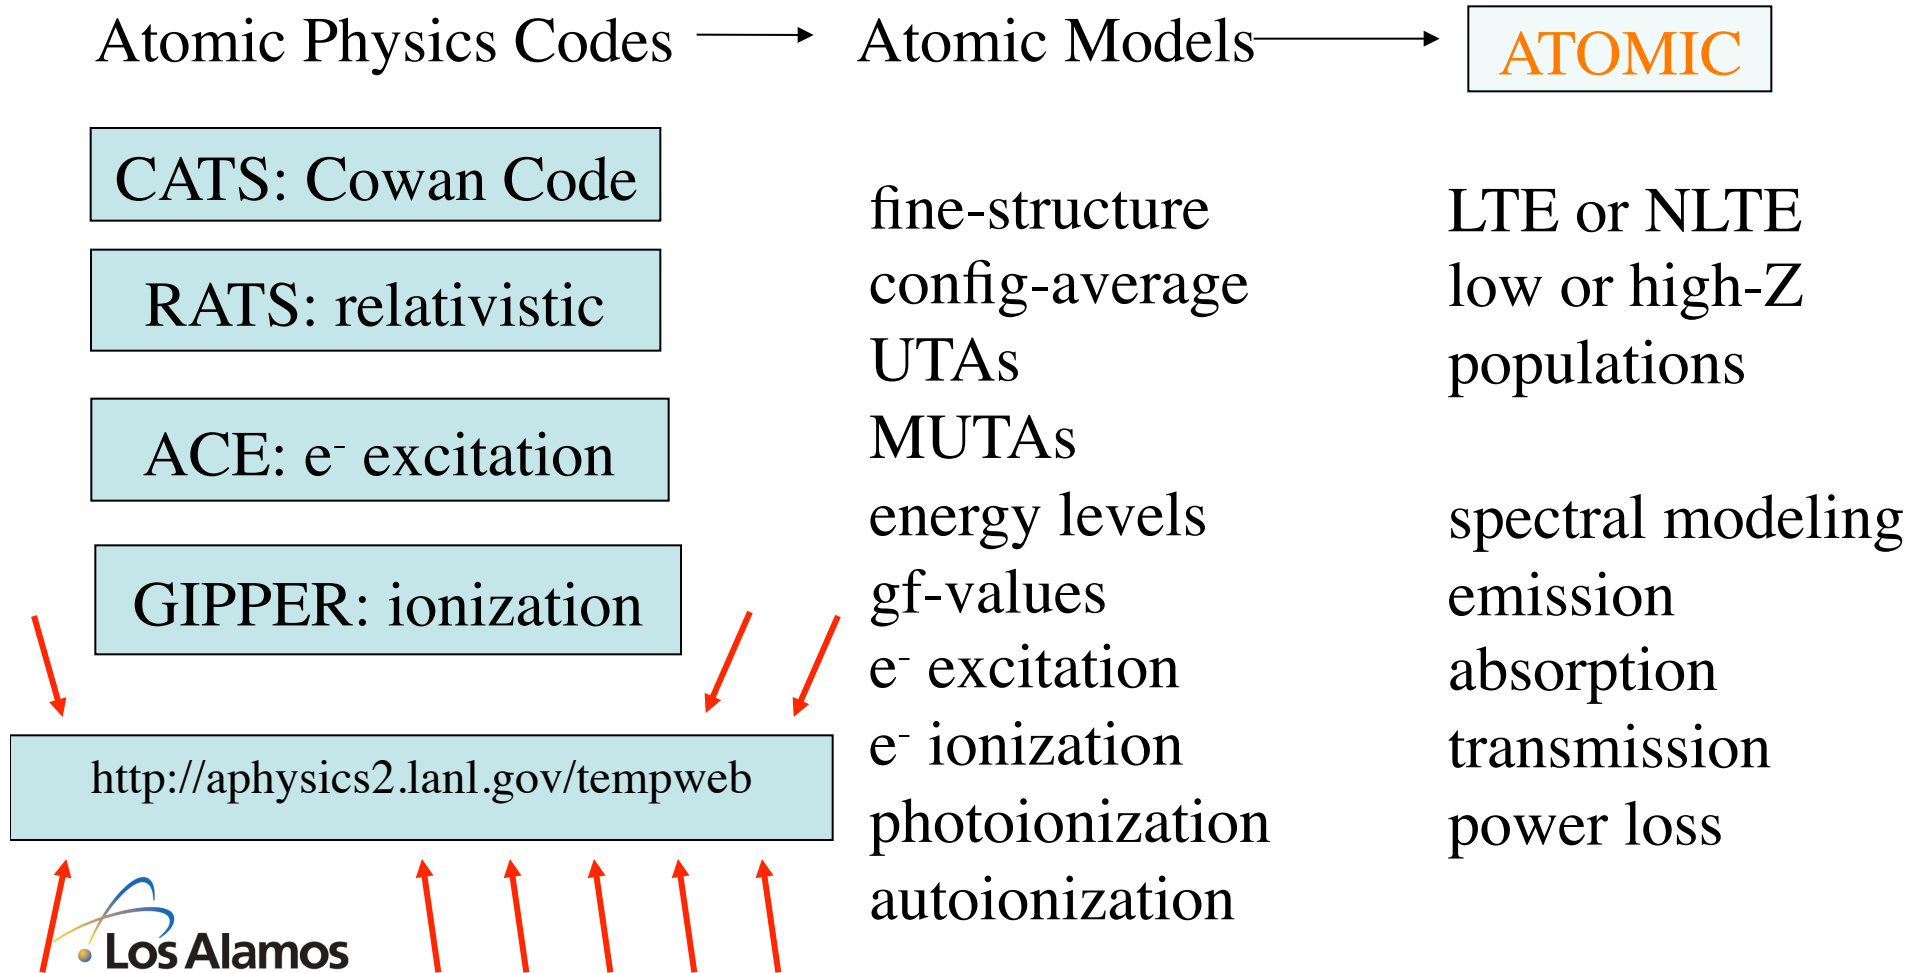 Atomic Physics Codes
Atomic Models
ATOMIC
CATS: Cowan Code
RATS: relativistic
ACE: e⁻ excitation
GIPPER: ionization
http://aphysics2.lanl.gov/tempweb
Los Alamos
fine-structure
config-average
UTAs
MUTAs
energy levels
gf-values
e⁻ excitation
e⁻ ionization
photoionization
autoionization
LTE or NLTE
low or high-Z
populations
spectral modeling
emission
absorption
transmission
power loss